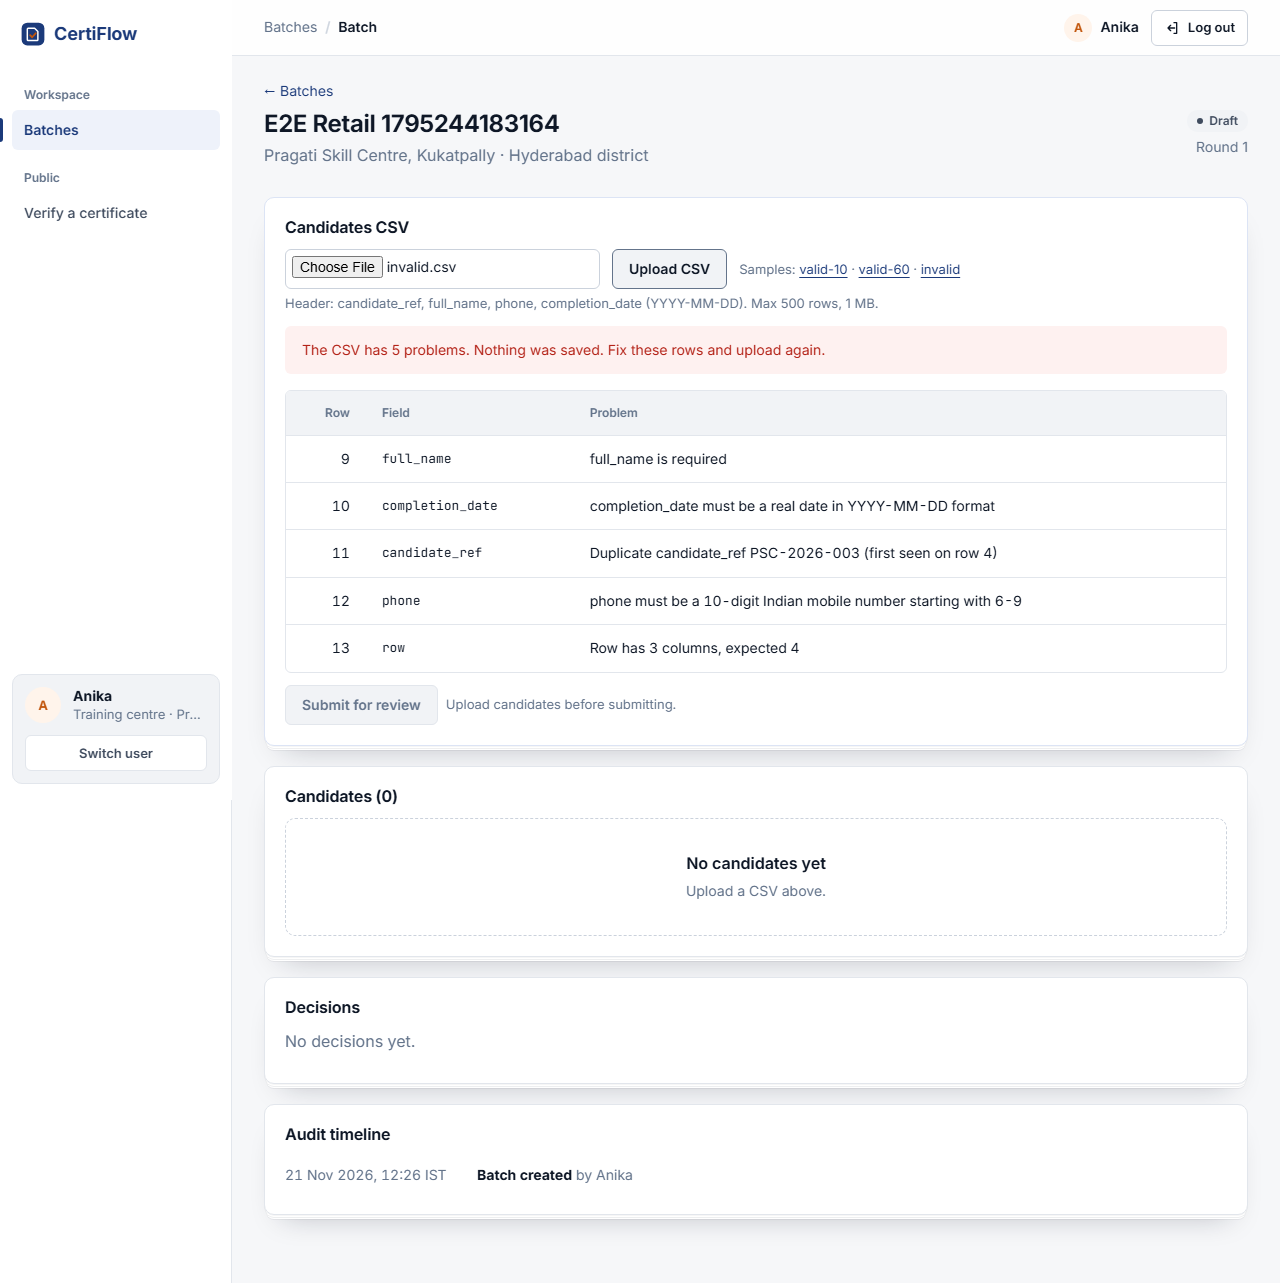 CertiFlow
Batches / Batch
A Anika
Log out
Workspace
Batches
Public
Verify a certificate
← Batches
E2E Retail 1795244183164
Pragati Skill Centre, Kukatpally · Hyderabad district
Draft
Round 1
Candidates CSV
Choose File invalid.csv
Upload CSV
Samples: valid-10 · valid-60 · invalid
Header: candidate_ref, full_name, phone, completion_date (YYYY-MM-DD). Max 500 rows, 1 MB.
The CSV has 5 problems. Nothing was saved. Fix these rows and upload again.
Row Field Problem
9 full_name full_name is required
10 completion_date completion_date must be a real date in YYYY-MM-DD format
11 candidate_ref Duplicate candidate_ref PSC-2026-003 (first seen on row 4)
12 phone phone must be a 10-digit Indian mobile number starting with 6-9
13 row Row has 3 columns, expected 4
Submit for review Upload candidates before submitting.
A Anika
Training centre · Pr...
Switch user
Candidates (0)
No candidates yet
Upload a CSV above.
Decisions
No decisions yet.
Audit timeline
21 Nov 2026, 12:26 IST Batch created by Anika